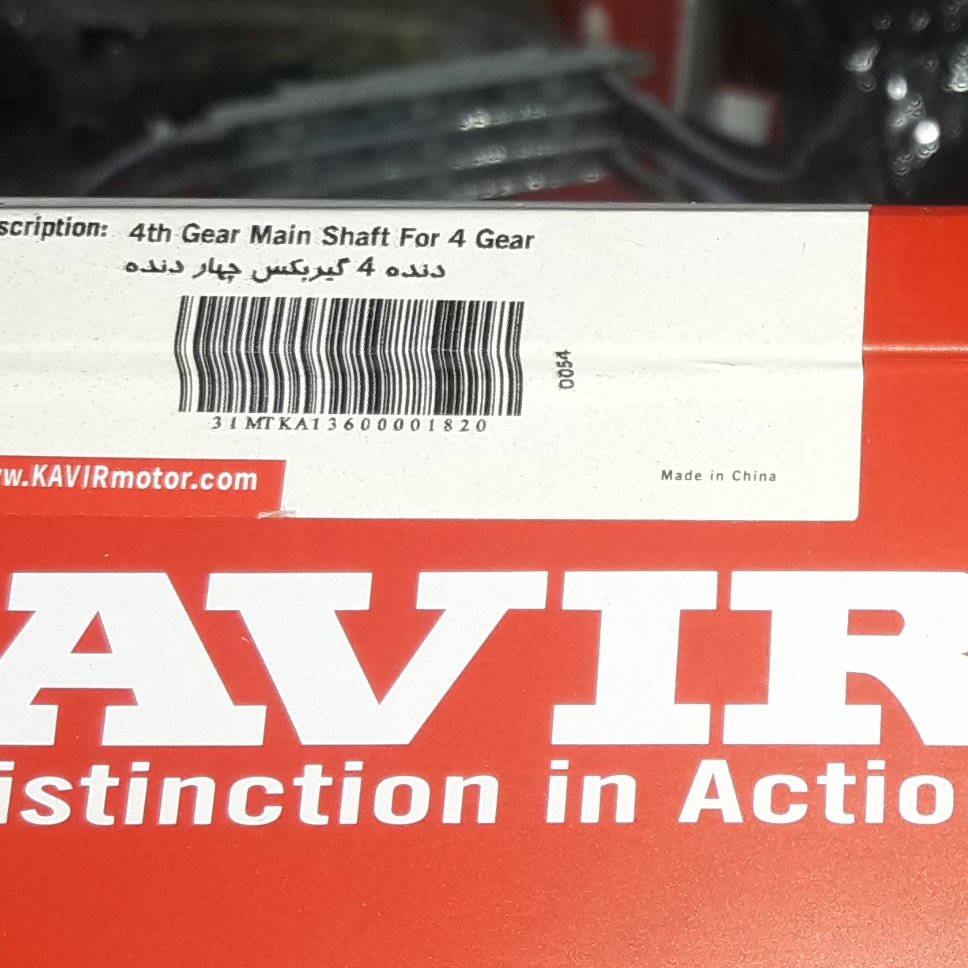 scription: 4th Gear Main Shaft For 4 Gear
دنده 4 گیربکس چهار دنده
0054
31MTKA13600001820
w.KAVIRmotor.com
Made in China
AVIR
istinction in Actio